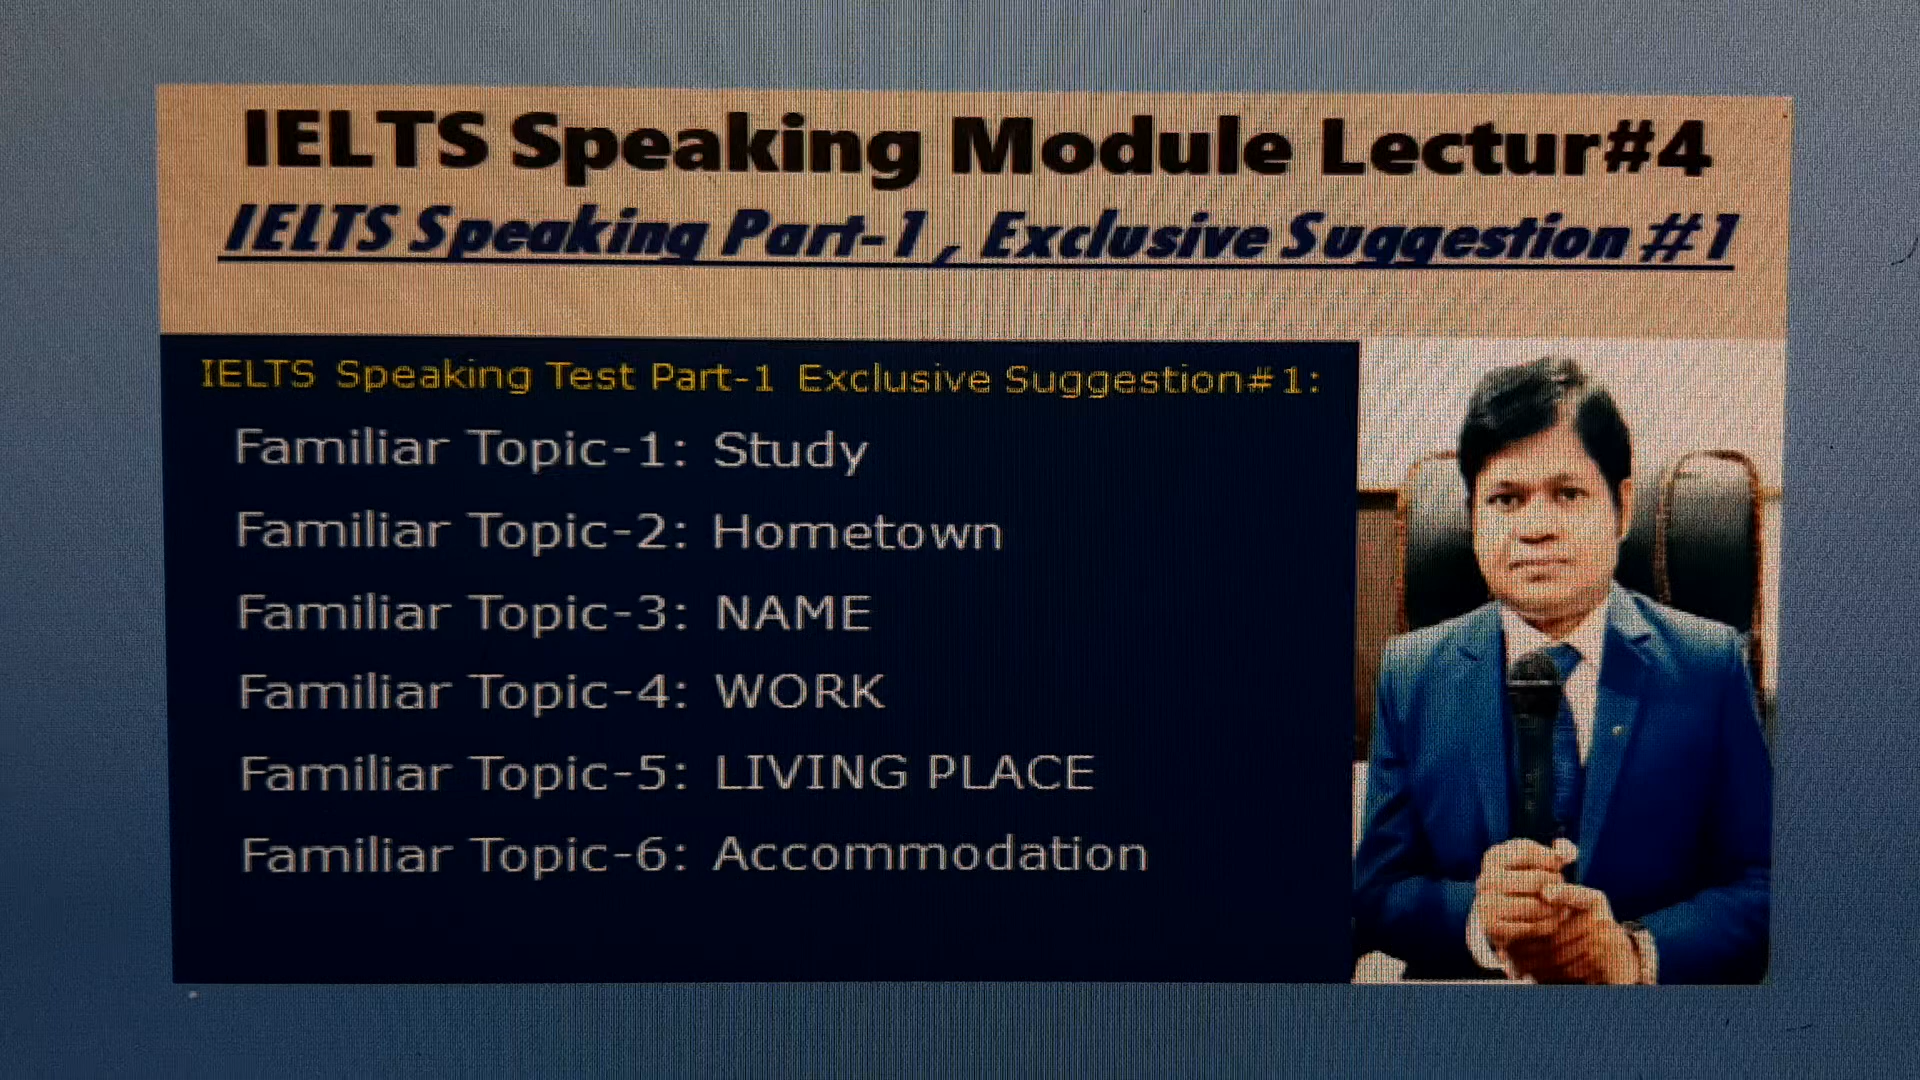 IELTS Speaking Module Lectur#4
IELTS Speaking Part-1 , Exclusive Suggestion #1
IELTS Speaking Test Part-1 Exclusive Suggestion#1:
Familiar Topic-1: Study
Familiar Topic-2: Hometown
Familiar Topic-3: NAME
Familiar Topic-4: WORK
Familiar Topic-5: LIVING PLACE
Familiar Topic-6: Accommodation